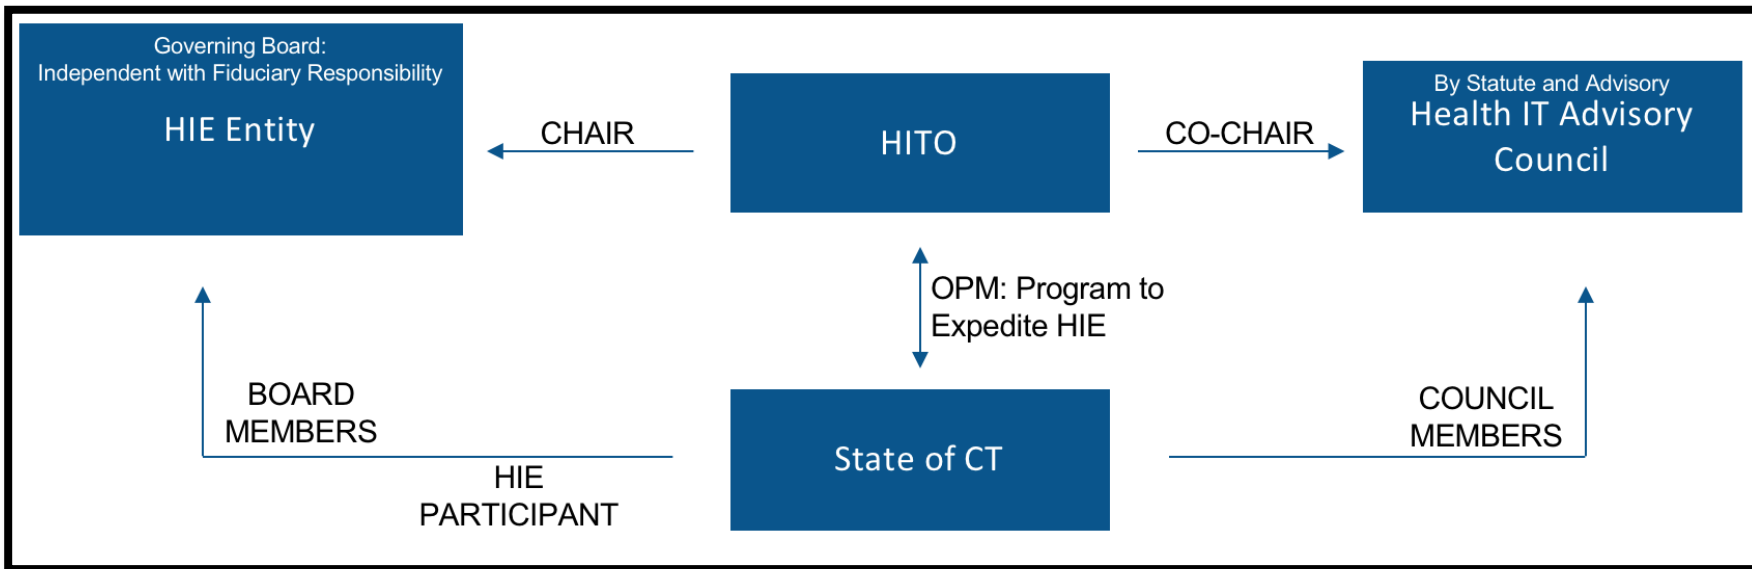 Governing Board:
Independent with Fiduciary Responsibility
HIE Entity
CHAIR
HITO
CO-CHAIR
By Statute and Advisory
Health IT Advisory
Council
OPM: Program to
Expedite HIE
BOARD
MEMBERS
HIE
PARTICIPANT
State of CT
COUNCIL
MEMBERS